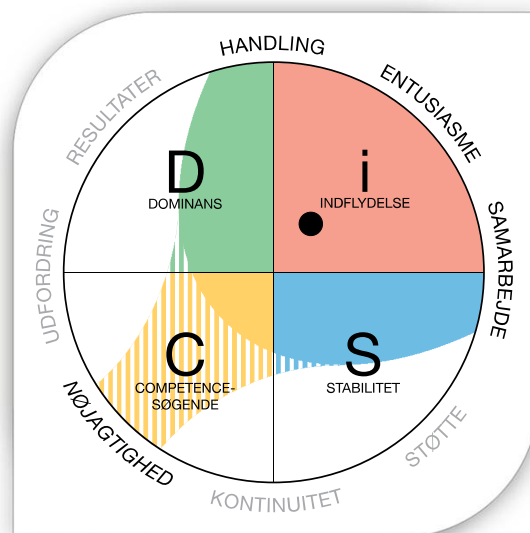 HANDLING
ENTUSIASME
RESULTATER
D
DOMINANS
i
INDFLYDELSE
UDFORDRING
SAMARBEJDE
C
COMPETENCE-
SØGENDE
S
STABILITET
NØJAGTIGHED
STØTTE
KONTINUITET